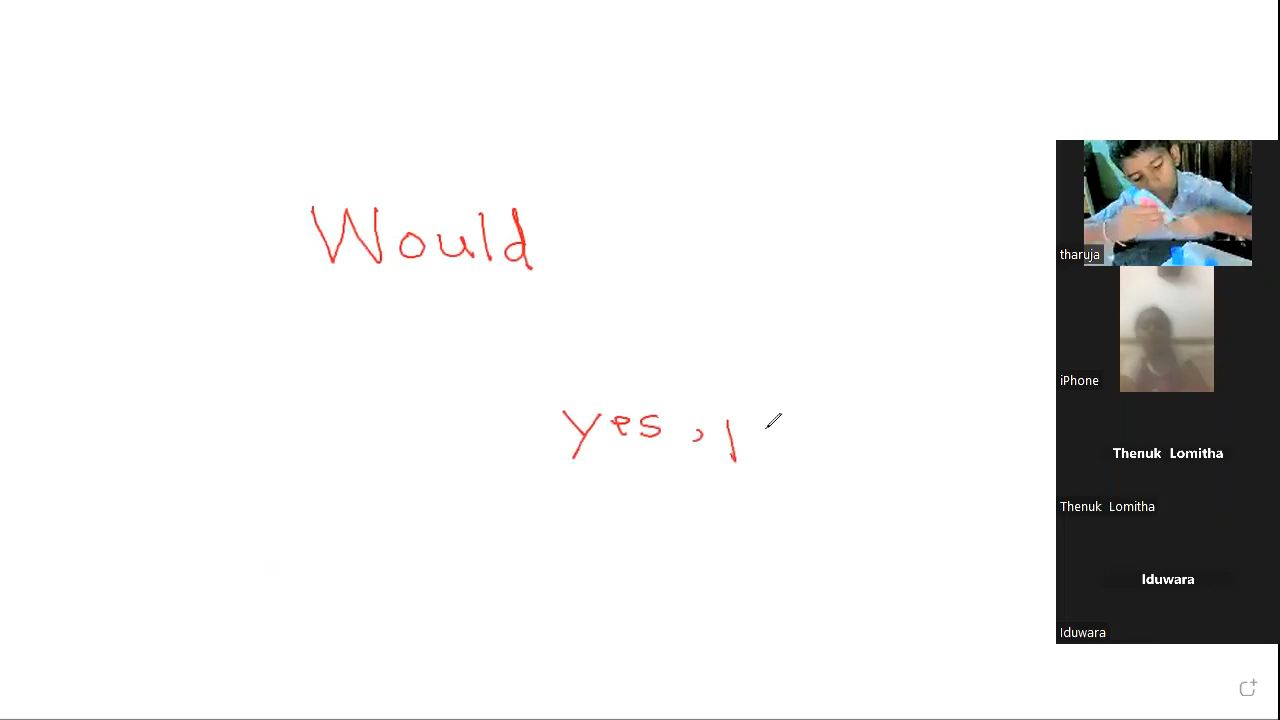 Would
yes, I
tharuja
iPhone
Thenuk Lomitha
Thenuk Lomitha
Iduwara
Iduwara